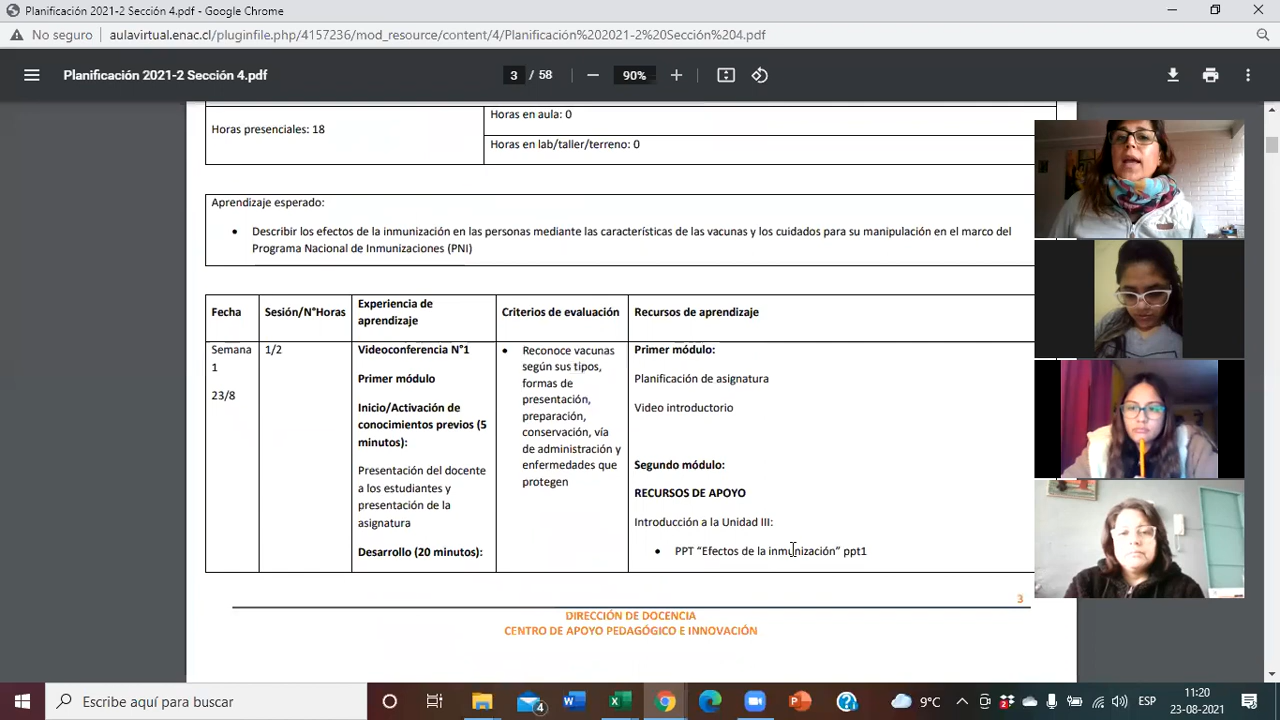 Planificación 2021-2 Sección 4.pdf - Google Chrome
No seguro
aulavirtual.enac.cl/pluginfile.php/4157236/mod_resource/content/4/Planificación%202021-2%20Sección%204.pdf
Planificación 2021-2 Sección 4.pdf
3 / 58
90%
Horas presenciales: 18
Horas en aula: 0
Horas en lab/taller/terreno: 0
Aprendizaje esperado:
• Describir los efectos de la inmunización en las personas mediante las características de las vacunas y los cuidados para su manipulación en el marco del
Programa Nacional de Inmunizaciones (PNI)
Fecha
Sesión/N°Horas
Experiencia de
aprendizaje
Criterios de evaluación
Recursos de aprendizaje
Semana
1
23/8
1/2
Videoconferencia N°1
Primer módulo
Inicio/Activación de
conocimientos previos (5
minutos):
Presentación del docente
a los estudiantes y
presentación de la
asignatura
Desarrollo (20 minutos):
• Reconoce vacunas
según sus tipos,
formas de
presentación,
preparación,
conservación, vía
de administración y
enfermedades que
protegen
Primer módulo:
Planificación de asignatura
Video introductorio
Segundo módulo:
RECURSOS DE APOYO
Introducción a la Unidad III:
• PPT "Efectos de la inmunización" ppt1
3
DIRECCIÓN DE DOCENCIA
CENTRO DE APOYO PEDAGÓGICO E INNOVACIÓN
Escribe aquí para buscar
4
9°C
ESP
11:20
23-08-2021